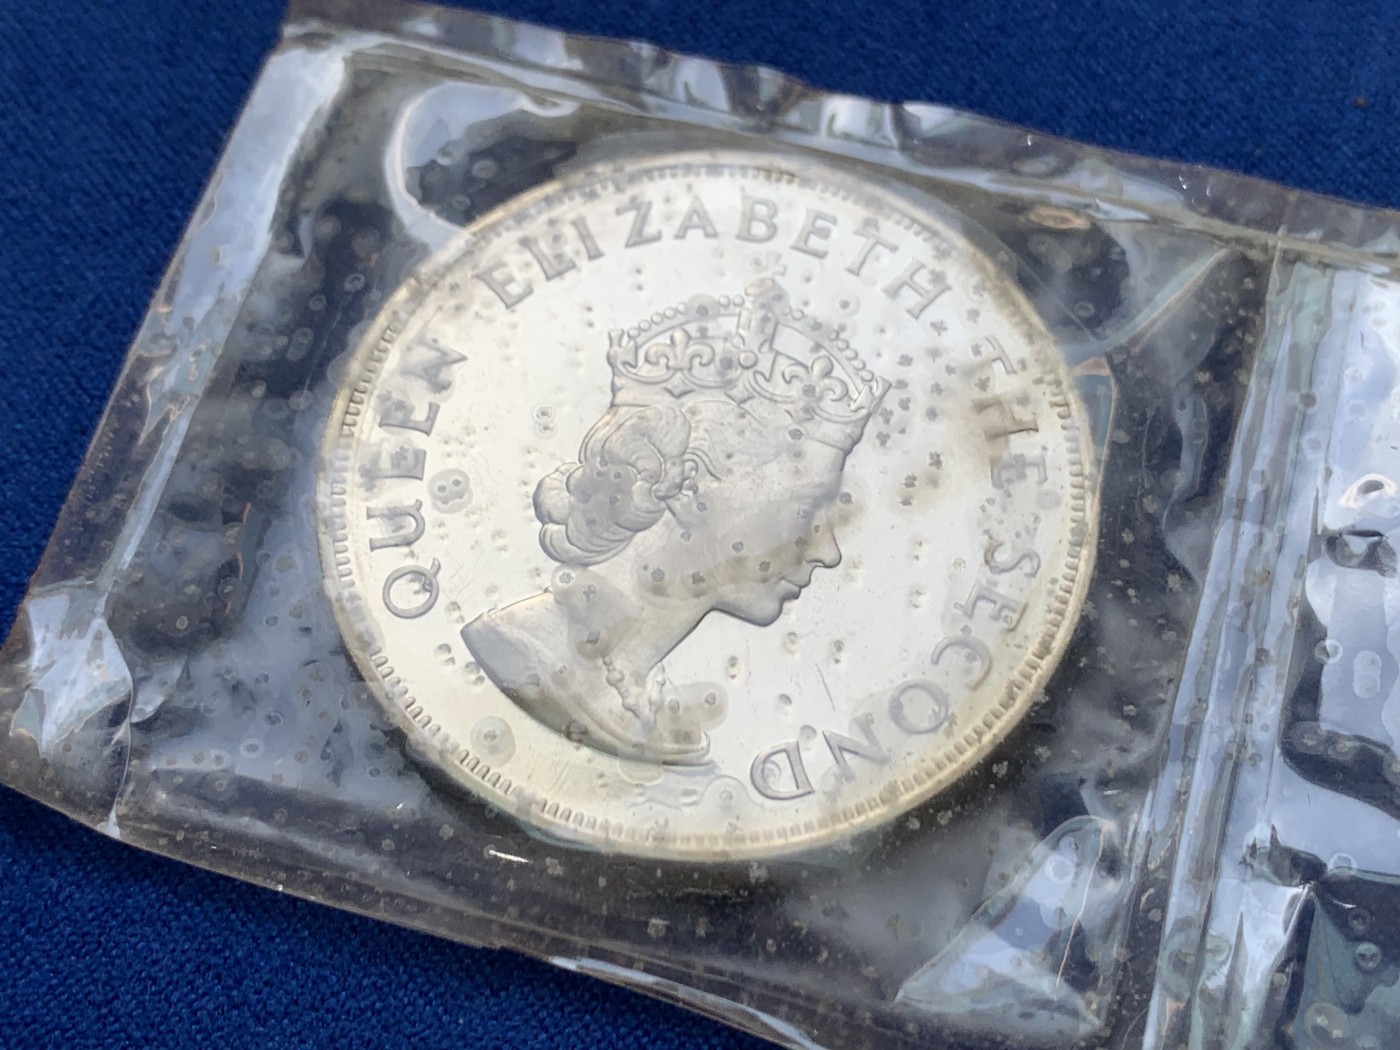 QUEEN ELIZABETH THE SECOND